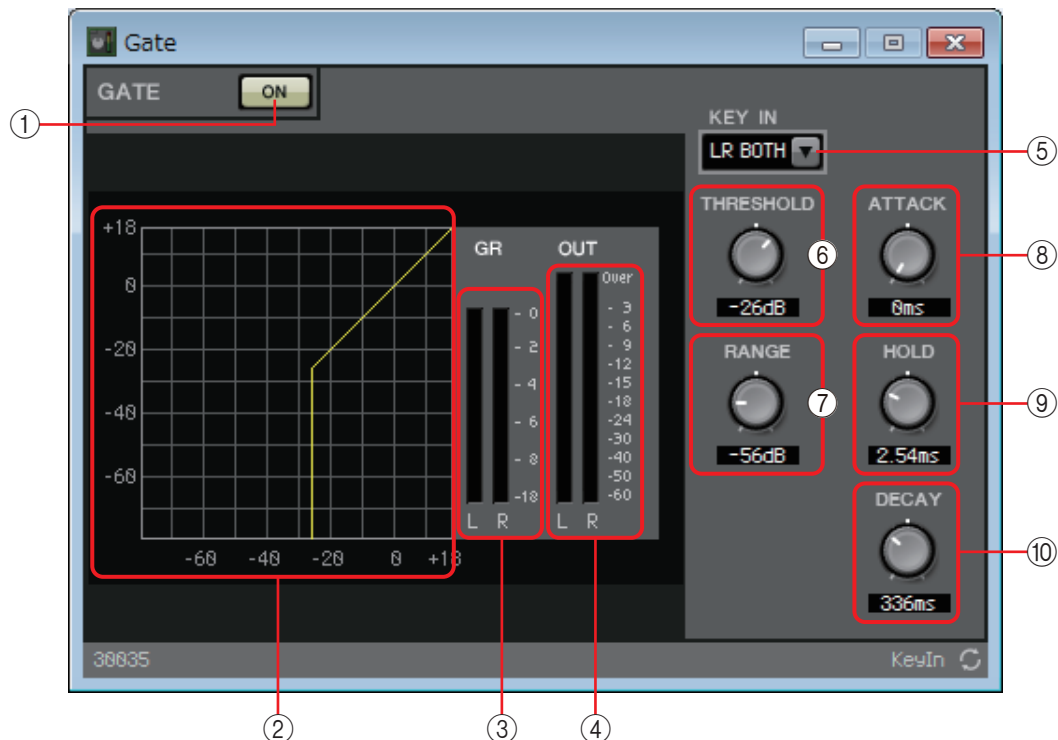 Gate
GATE
ON
①
KEY IN
LR BOTH
⑤
THRESHOLD
-26dB
⑥
ATTACK
0ms
⑧
RANGE
-56dB
⑦
HOLD
2.54ms
⑨
DECAY
336ms
⑩
+18
0
-20
-40
-60
-60 -40 -20 0 +18
②
GR
- 0
- 2
- 4
- 6
- 8
-18
L R
③
OUT
Over
- 3
- 6
- 9
-12
-15
-18
-24
-30
-40
-50
-60
L R
④
30035
KeyIn